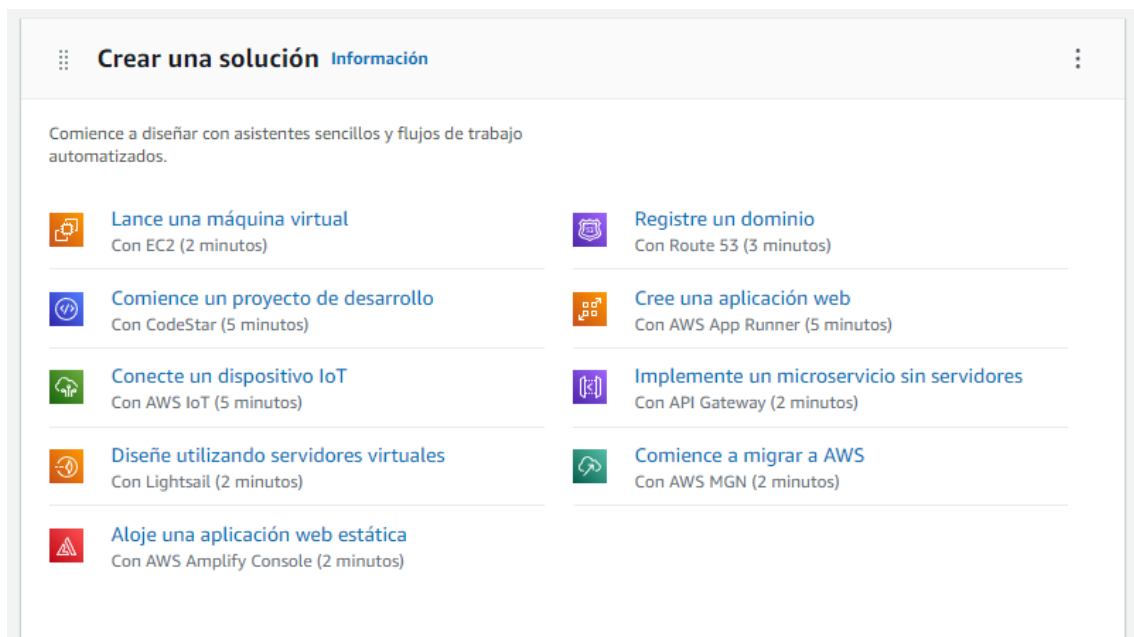 Crear una solución Información
Comience a diseñar con asistentes sencillos y flujos de trabajo
automatizados.
Lance una máquina virtual
Con EC2 (2 minutos)
Registre un dominio
Con Route 53 (3 minutos)
Comience un proyecto de desarrollo
Con CodeStar (5 minutos)
Cree una aplicación web
Con AWS App Runner (5 minutos)
Conecte un dispositivo IoT
Con AWS IoT (5 minutos)
Implemente un microservicio sin servidores
Con API Gateway (2 minutos)
Diseñe utilizando servidores virtuales
Con Lightsail (2 minutos)
Comience a migrar a AWS
Con AWS MGN (2 minutos)
Aloje una aplicación web estática
Con AWS Amplify Console (2 minutos)